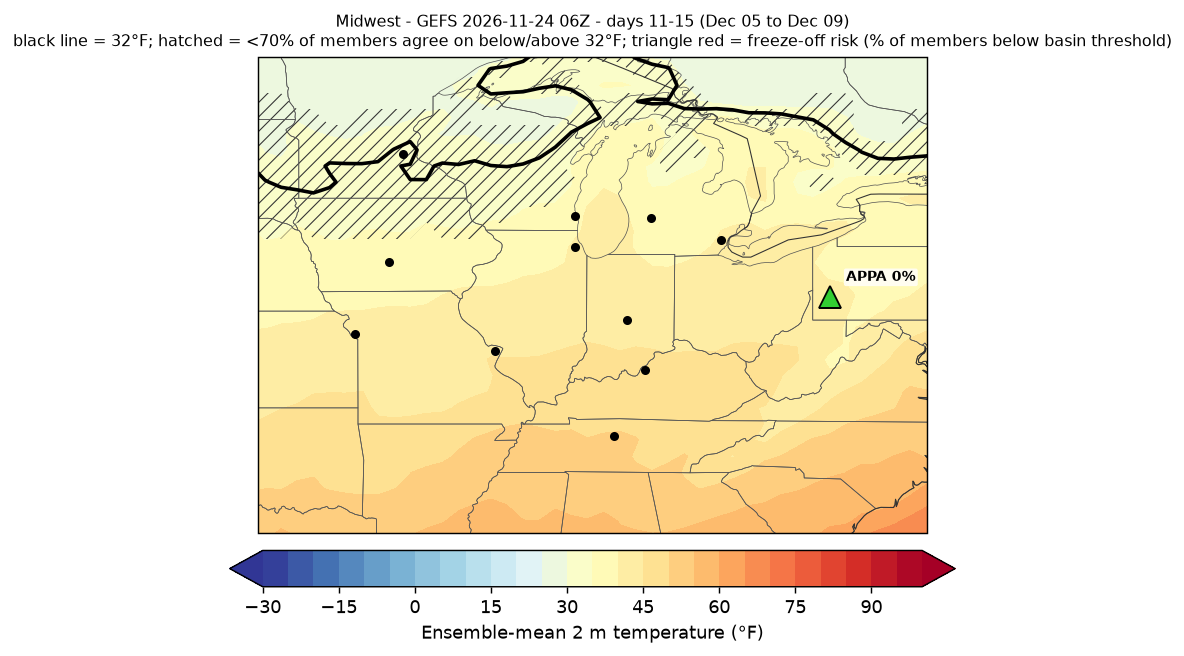 Midwest - GEFS 2026-11-24 06Z - days 11-15 (Dec 05 to Dec 09)
black line = 32°F; hatched = <70% of members agree on below/above 32°F; triangle red = freeze-off risk (% of members below basin threshold)
APPA 0%
−30 −15 0 15 30 45 60 75 90
Ensemble-mean 2 m temperature (°F)